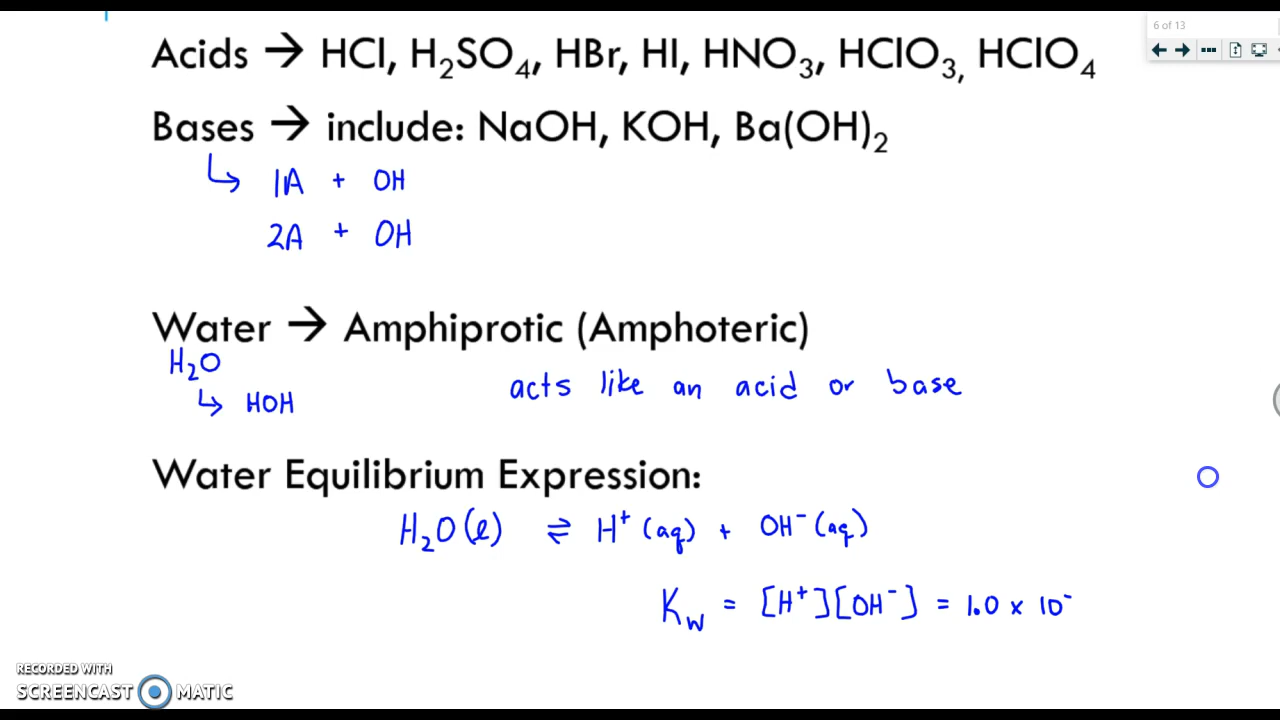 6 of 13
Acids → HCl, H₂SO₄, HBr, HI, HNO₃, HClO₃, HClO₄
Bases → include: NaOH, KOH, Ba(OH)₂
↳ 1A + OH
2A + OH
Water → Amphiprotic (Amphoteric)
H₂O
↳ HOH
acts like an acid or base
Water Equilibrium Expression:
H₂O(l) ⇌ H⁺(aq) + OH⁻(aq)
K_w = [H⁺][OH⁻] = 1.0 × 10⁻
RECORDED WITH
SCREENCAST MATIC